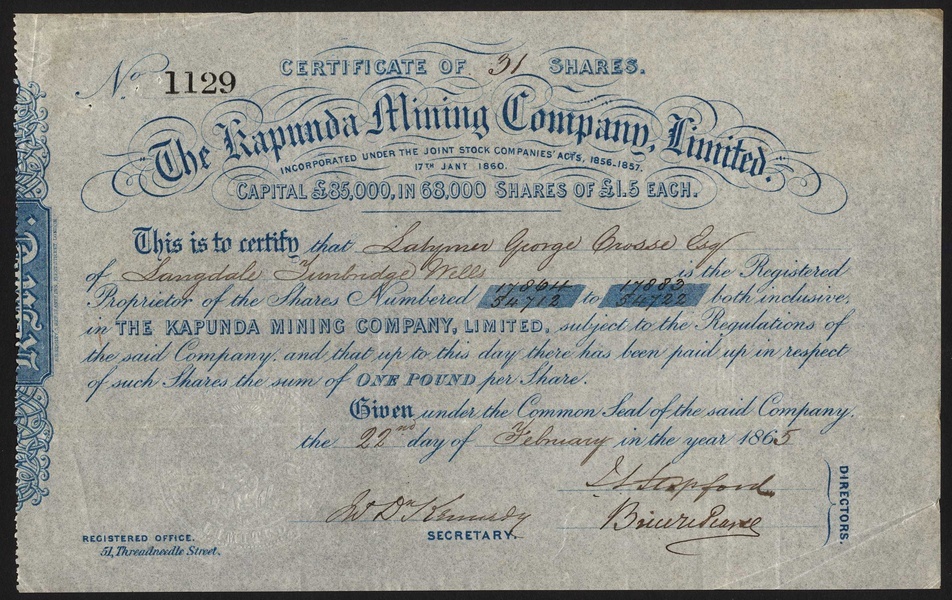 No. 1129
CERTIFICATE OF 31 SHARES.
The Kapunda Mining Company, Limited.
INCORPORATED UNDER THE JOINT STOCK COMPANIES' ACTS, 1856-1857.
17TH JANY 1860.
CAPITAL £85,000, IN 68,000 SHARES OF £1.5 EACH.
This is to certify that Latymer George Crosse Esq
of Langdale Tunbridge Wells is the Registered
17864 17883
Proprietor of the Shares Numbered 54712 to 54722 both inclusive,
in THE KAPUNDA MINING COMPANY, LIMITED, subject to the Regulations of
the said Company, and that up to this day there has been paid up in respect
of such Shares the sum of ONE POUND per Share.
Given under the Common Seal of the said Company,
the 22nd day of February in the year 1865
DIRECTORS.
SECRETARY.
REGISTERED OFFICE.
51, Threadneedle Street.